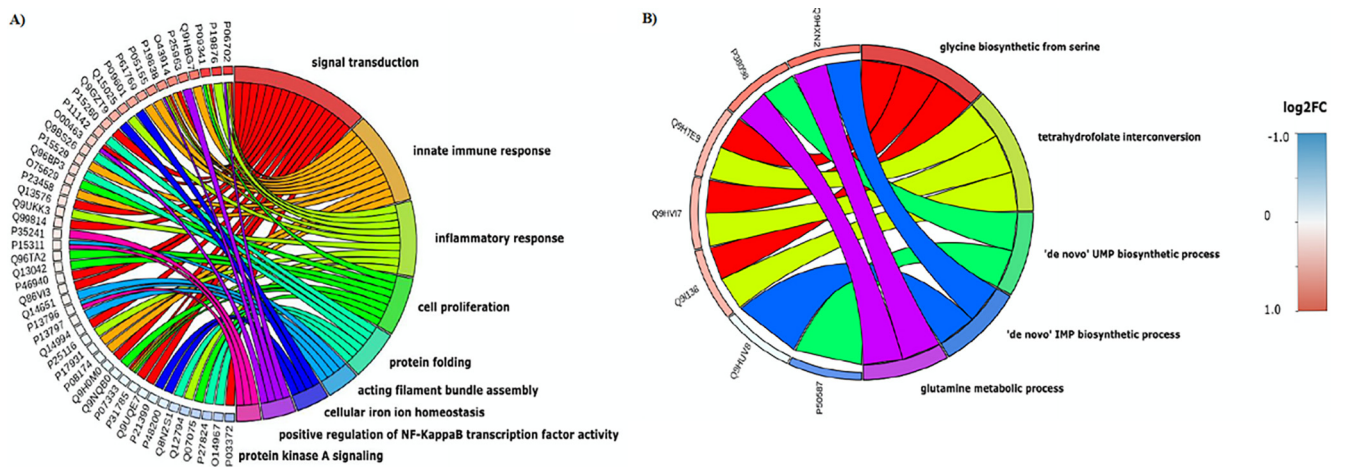 A)
P06702
P19876
P09341
Q9HBG7
P25963
O43914
P19838
P05155
P61769
P09601
Q15025
Q9GZT9
P15260
P11142
O00463
Q9BS26
P15529
Q96BP3
O75629
P23458
Q13576
Q9UKK3
Q99814
P35241
P15311
Q96TA2
Q13042
P46940
Q86VI3
Q14651
P13796
P13797
Q14994
P25116
P17931
P08174
Q9H0M0
Q9NQB0
P07333
P31785
Q9UQE7
P21399
P48200
Q8N2S1
Q12794
Q07075
P27824
O14967
P03372
signal transduction
innate immune response
inflammatory response
cell proliferation
protein folding
acting filament bundle assembly
cellular iron ion homeostasis
positive regulation of NF-KappaB transcription factor activity
protein kinase A signaling
B)
Q9HXN2
P38098
Q9HTE9
Q9HVI7
Q9I136
Q9HUV8
P50587
glycine biosynthetic from serine
tetrahydrofolate interconversion
'de novo' UMP biosynthetic process
'de novo' IMP biosynthetic process
glutamine metabolic process
log2FC
-1.0
0
1.0